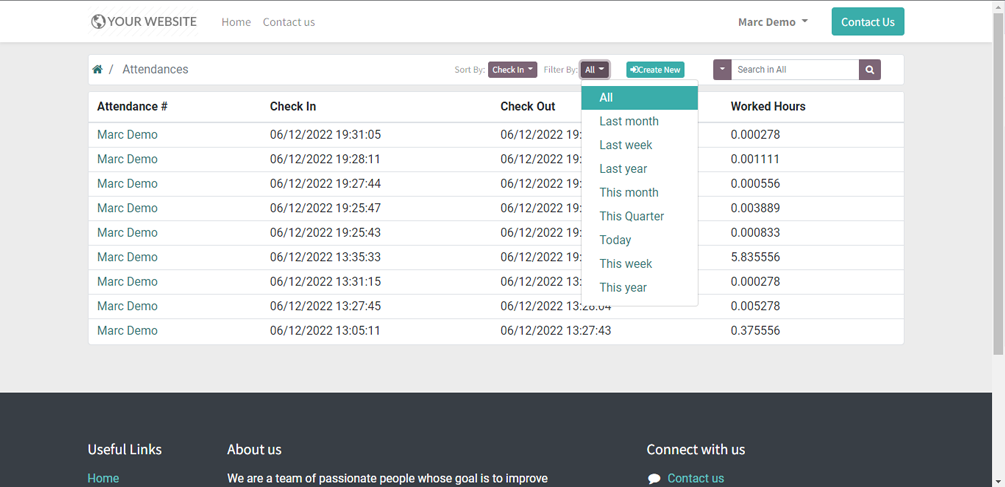 YOUR WEBSITE Home Contact us Marc Demo Contact Us
/ Attendances Sort By: Check In Filter By: All Create New Search in All
Attendance # Check In Check Out Worked Hours
Marc Demo 06/12/2022 19:31:05 06/12/2022 19: 0.000278
Marc Demo 06/12/2022 19:28:11 06/12/2022 19: 0.001111
Marc Demo 06/12/2022 19:27:44 06/12/2022 19: 0.000556
Marc Demo 06/12/2022 19:25:47 06/12/2022 19: 0.003889
Marc Demo 06/12/2022 19:25:43 06/12/2022 19: 0.000833
Marc Demo 06/12/2022 13:35:33 06/12/2022 19: 5.835556
Marc Demo 06/12/2022 13:31:15 06/12/2022 13: 0.000278
Marc Demo 06/12/2022 13:27:45 06/12/2022 13:28:04 0.005278
Marc Demo 06/12/2022 13:05:11 06/12/2022 13:27:43 0.375556
All
Last month
Last week
Last year
This month
This Quarter
Today
This week
This year
Useful Links About us Connect with us
Home We are a team of passionate people whose goal is to improve Contact us